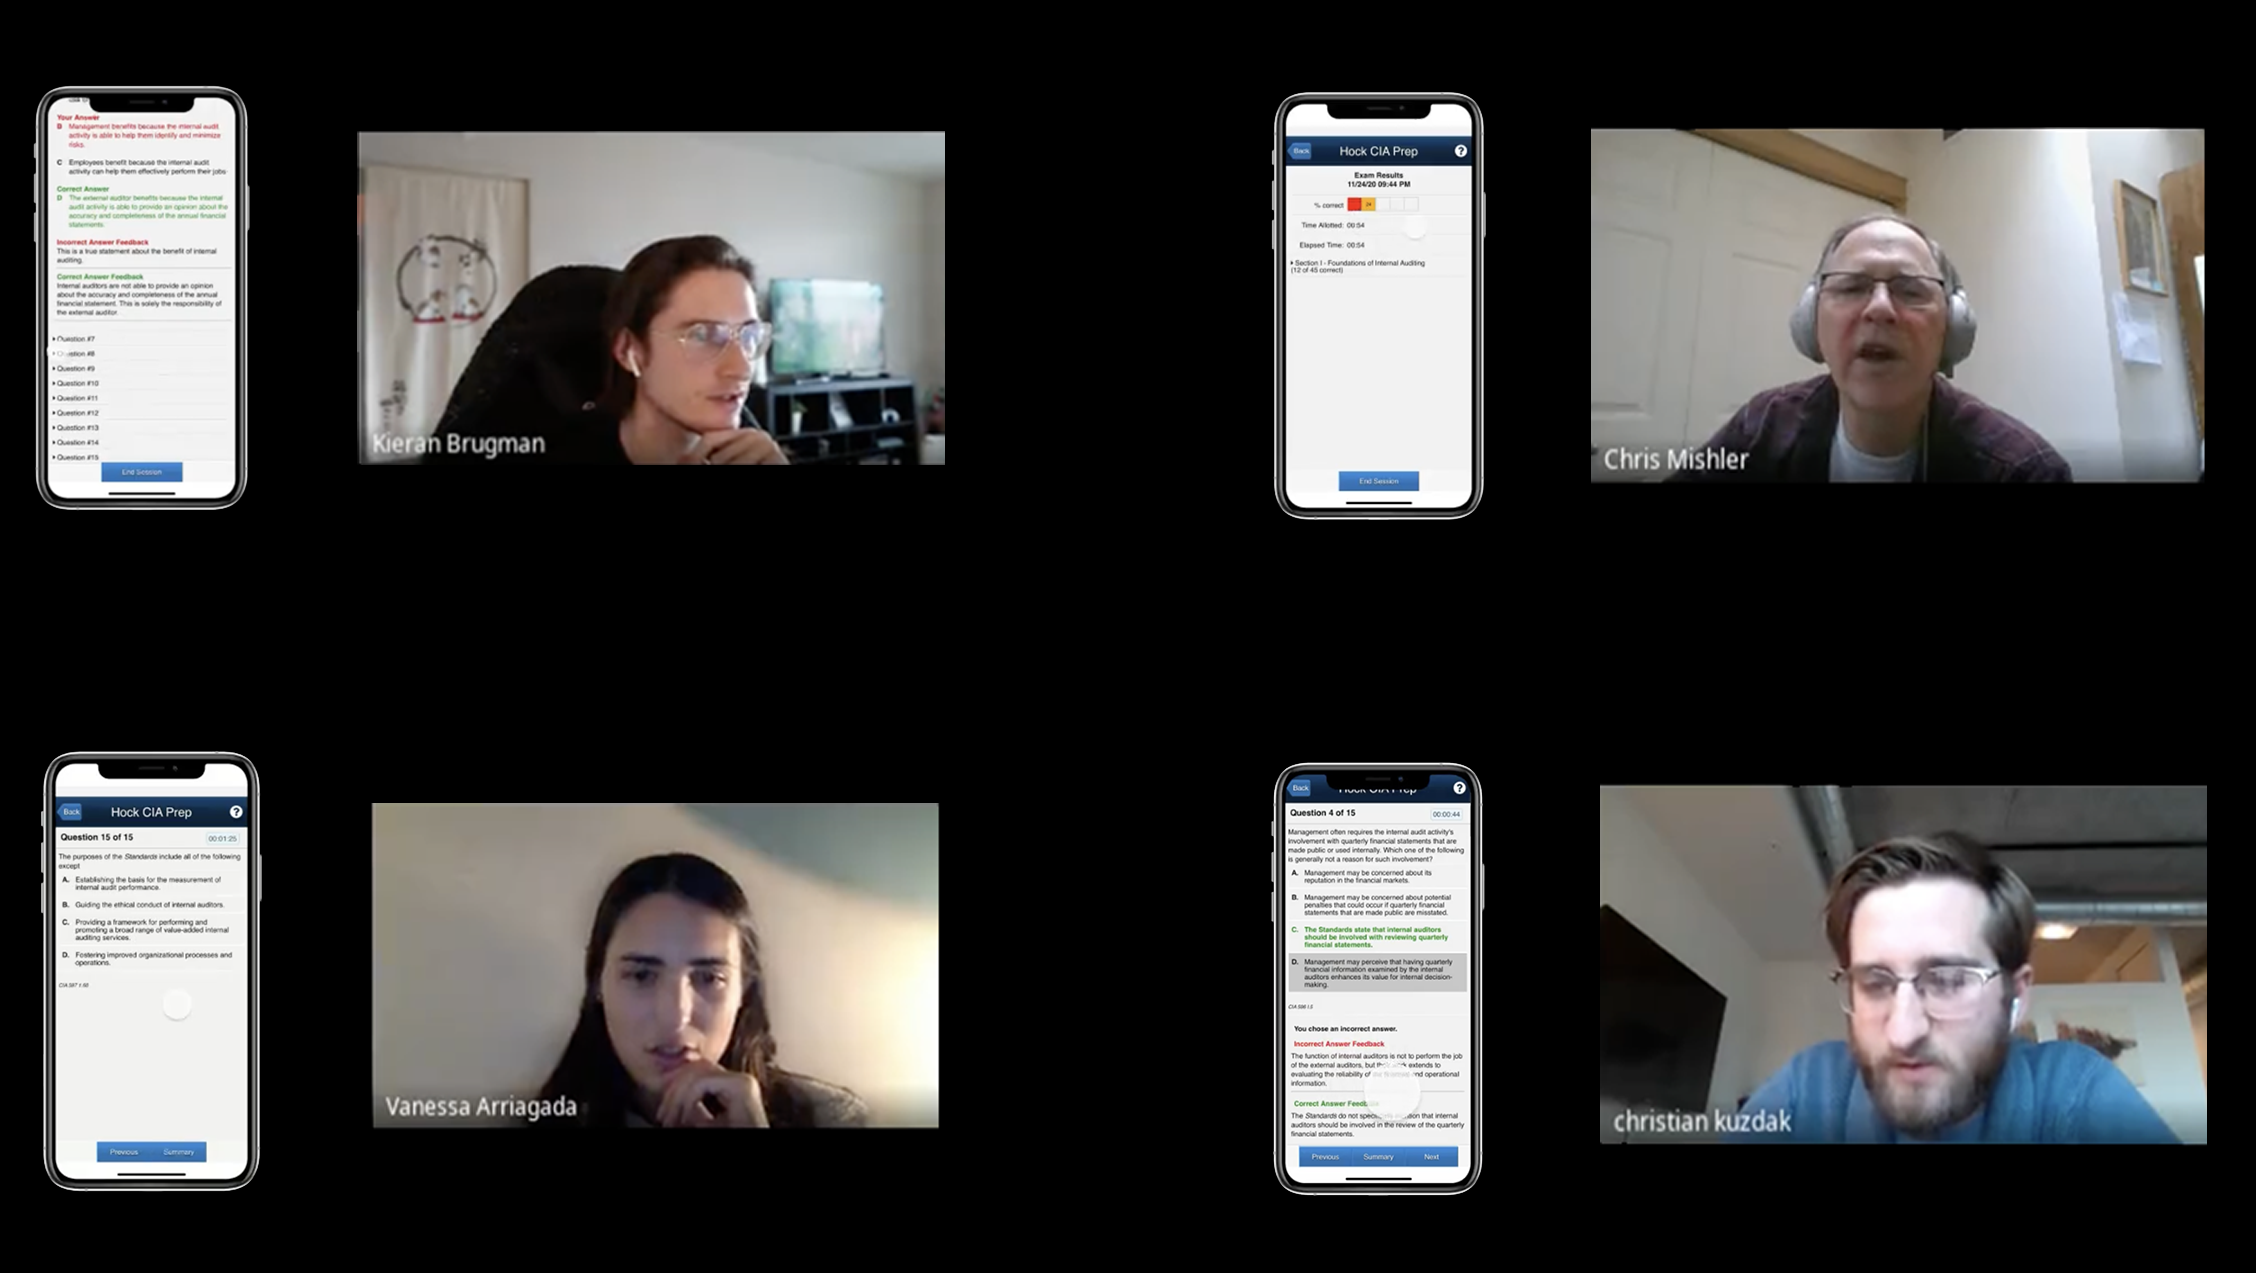 Your Answer
B Management benefits because the internal audit
activity is able to help them identify and minimize
risks.
C Employees benefit because the internal audit
activity can help them effectively perform their jobs
Correct Answer
D The external auditor benefits because the internal
audit activity is able to provide an opinion about the
accuracy and completeness of the annual financial
statements.
Incorrect Answer Feedback
This is a true statement about the benefit of internal
auditing.
Correct Answer Feedback
Internal auditors are not able to provide an opinion
about the accuracy and completeness of the annual
financial statement. This is solely the responsibility of
the external auditor.
Question #7
Question #8
Question #9
Question #10
Question #11
Question #12
Question #13
Question #14
Question #15
End Session
Kieran Brugman
Back
Hock CIA Prep
?
Exam Results
11/24/20 09:44 PM
% correct
Time Allotted: 00:54
Elapsed Time: 00:54
Section I - Foundations of Internal Auditing
(12 of 45 correct)
End Session
Chris Mishler
Back
Hock CIA Prep
?
Question 15 of 15
00:01:25
The purposes of the Standards include all of the following
except
A. Establishing the basis for the measurement of
internal audit performance.
B. Guiding the ethical conduct of internal auditors.
C. Providing a framework for performing and
promoting a broad range of value-added internal
auditing services.
D. Fostering improved organizational processes and
operations.
Previous
Summary
Vanessa Arriagada
Back
Hock CIA Prep
?
Question 4 of 15
00:00:44
Management often requires the internal audit activity's
involvement with quarterly financial statements that are
made public or used internally. Which one of the following
is generally not a reason for such involvement?
A. Management may be concerned about its
reputation in the financial markets.
B. Management may be concerned about potential
penalties that could occur if quarterly financial
statements that are made public are misstated.
C. The Standards state that internal auditors
should be involved with reviewing quarterly
financial statements.
D. Management may perceive that having quarterly
financial information examined by the internal
auditors enhances its value for internal decision-
making.
You chose an incorrect answer.
Incorrect Answer Feedback
The function of internal auditors is not to perform the job
of the external auditors, but their work extends to
evaluating the reliability of the financial and operational
information.
Correct Answer Feedback
The Standards do not specifically mention that internal
auditors should be involved in the review of the quarterly
financial statements.
Previous
Summary
Next
christian kuzdak